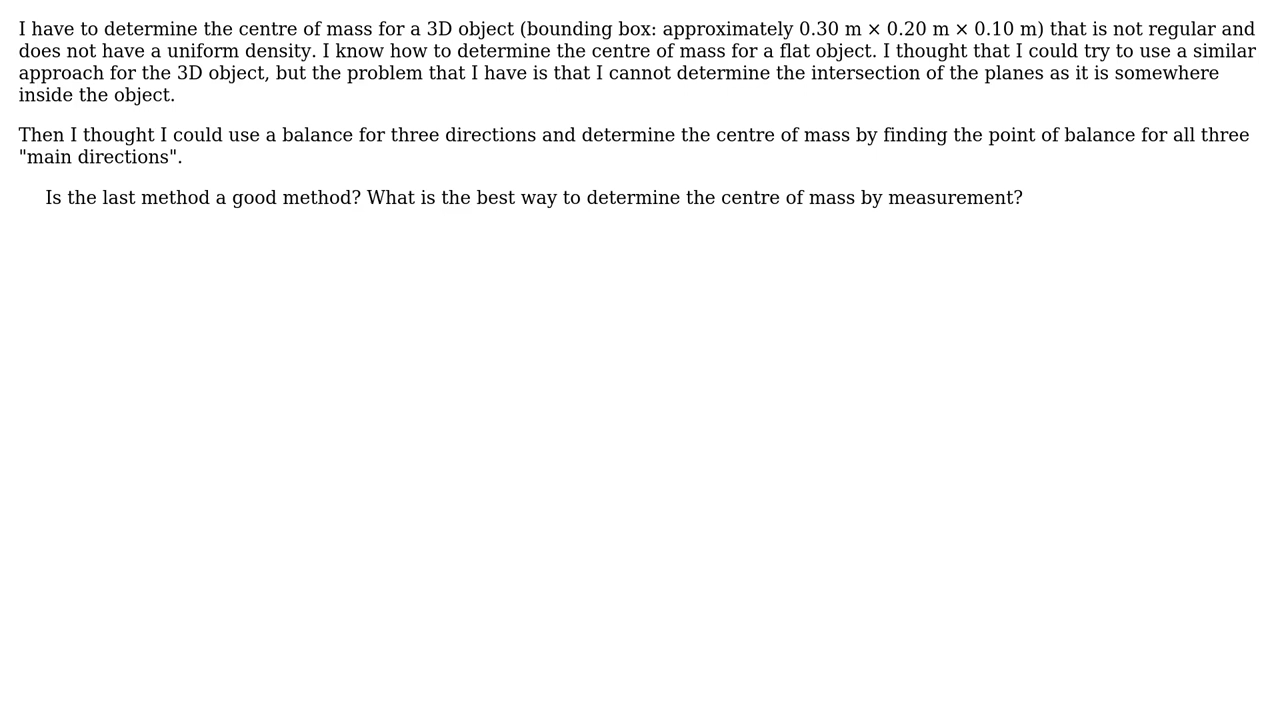 I have to determine the centre of mass for a 3D object (bounding box: approximately 0.30 m × 0.20 m × 0.10 m) that is not regular and
does not have a uniform density. I know how to determine the centre of mass for a flat object. I thought that I could try to use a similar
approach for the 3D object, but the problem that I have is that I cannot determine the intersection of the planes as it is somewhere
inside the object.
Then I thought I could use a balance for three directions and determine the centre of mass by finding the point of balance for all three
"main directions".
Is the last method a good method? What is the best way to determine the centre of mass by measurement?